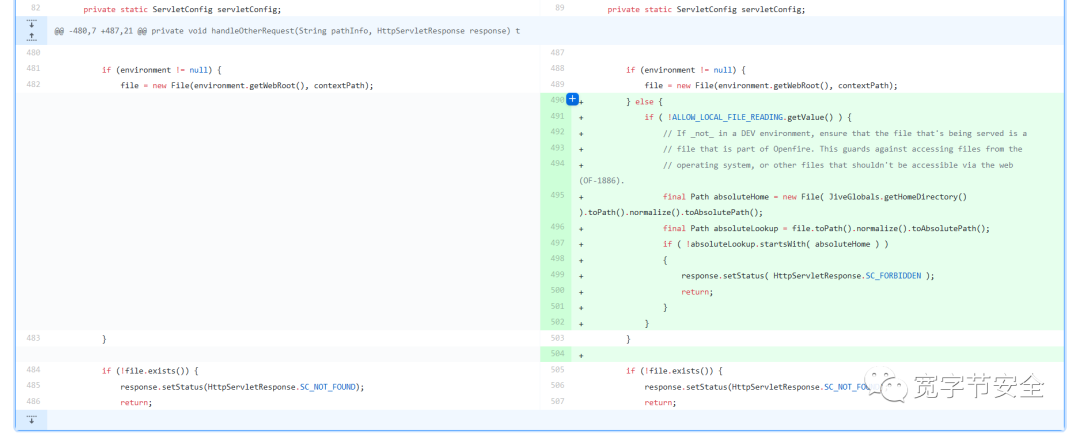 82 private static ServletConfig servletConfig;
89 private static ServletConfig servletConfig;
@@ -480,7 +487,21 @@ private void handleOtherRequest(String pathInfo, HttpServletResponse response) t
480
487
481 if (environment != null) {
488 if (environment != null) {
482 file = new File(environment.getWebRoot(), contextPath);
489 file = new File(environment.getWebRoot(), contextPath);
490 + } else {
491 + if ( !ALLOW_LOCAL_FILE_READING.getValue() ) {
492 + // If _not_ in a DEV environment, ensure that the file that's being served is a
493 + // file that is part of Openfire. This guards against accessing files from the
494 + // operating system, or other files that shouldn't be accessible via the web
(OF-1886).
495 + final Path absoluteHome = new File( JiveGlobals.getHomeDirectory()
).toPath().normalize().toAbsolutePath();
496 + final Path absoluteLookup = file.toPath().normalize().toAbsolutePath();
497 + if ( !absoluteLookup.startsWith( absoluteHome ) )
498 + {
499 + response.setStatus( HttpServletResponse.SC_FORBIDDEN );
500 + return;
501 + }
502 + }
483 }
503 }
504 +
484 if (!file.exists()) {
505 if (!file.exists()) {
485 response.setStatus(HttpServletResponse.SC_NOT_FOUND);
506 response.setStatus(HttpServletResponse.SC_NOT
486 return;
507 return;
宽字节安全